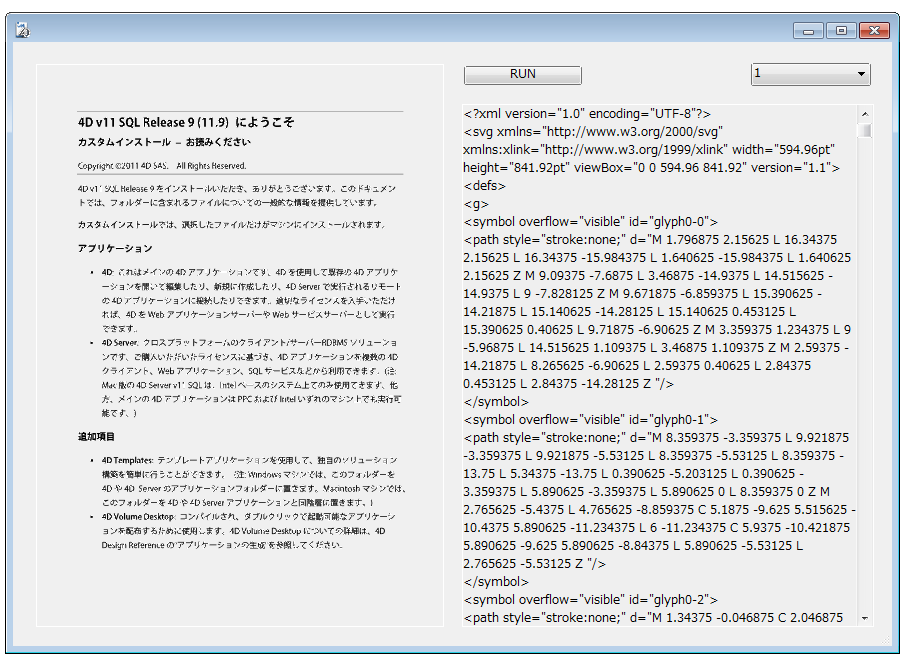 4D v11 SQL Release 9 (11.9) にようこそ
カスタムインストール – お読みください
Copyright ©2011 4D SAS. All Rights Reserved.
4D v11 SQL Release 9 をインストールいただき、ありがとうございます。このドキュメン
トでは、フォルダーに含まれるファイルについての一般的な情報を提供しています。
カスタムインストールでは、選択したファイルだけがマシンにインストールされます。
アプリケーション
• 4D: これはメインの 4D アプリケーションです。4D を使用して既存の 4D アプリケ
ーションを開いて編集したり、新規に作成したり、4D Server で実行されるリモート
の 4D アプリケーションに接続したりできます。適切なライセンスを入手いただけ
れば、4D を Web アプリケーションサーバーや Web サービスサーバーとして実行
できます。
• 4D Server: クロスプラットフォームのクライアント/サーバーRDBMS ソリューショ
ンです。ご購入いただいたライセンスに基づき、4D アプリケーションを複数の 4D
クライアント、Web アプリケーション、SQL サービスなどから利用できます。(注:
Mac 版の 4D Server v11 SQL は、Intel ベースのシステム上でのみ使用できます。他
方、メインの 4D アプリケーションは PPC および Intel いずれのマシンでも実行可
能です。)
追加項目
• 4D Templates: テンプレートアプリケーションを使用して、独自のソリューション
構築を簡単に行うことができます。 (注: Windows マシンでは、このフォルダーを
4D や 4D Server のアプリケーションフォルダーに置きます。Macintosh マシンでは、
このフォルダーを 4D や 4D Server アプリケーションと同階層に置きます。)
• 4D Volume Desktop: コンパイルされ、ダブルクリックで起動可能なアプリケーシ
ョンを配布するために使用します。4D Volume Desktop についての詳細は、4D
Design Reference の"アプリケーションの生成"を参照してください。
RUN
1
<?xml version="1.0" encoding="UTF-8"?>
<svg xmlns="http://www.w3.org/2000/svg"
xmlns:xlink="http://www.w3.org/1999/xlink" width="594.96pt"
height="841.92pt" viewBox="0 0 594.96 841.92" version="1.1">
<defs>
<g>
<symbol overflow="visible" id="glyph0-0">
<path style="stroke:none;" d="M 1.796875 2.15625 L 16.34375
2.15625 L 16.34375 -15.984375 L 1.640625 -15.984375 L 1.640625
2.15625 Z M 9.09375 -7.6875 L 3.46875 -14.9375 L 14.515625 -
14.9375 L 9 -7.828125 Z M 9.671875 -6.859375 L 15.390625 -
14.21875 L 15.140625 -14.28125 L 15.140625 0.453125 L
15.390625 0.40625 L 9.71875 -6.90625 Z M 3.359375 1.234375 L 9
-5.96875 L 14.515625 1.109375 L 3.46875 1.109375 Z M 2.59375 -
14.21875 L 8.265625 -6.90625 L 2.59375 0.40625 L 2.84375
0.453125 L 2.84375 -14.28125 Z "/>
</symbol>
<symbol overflow="visible" id="glyph0-1">
<path style="stroke:none;" d="M 8.359375 -3.359375 L 9.921875
-3.359375 L 9.921875 -5.53125 L 8.359375 -5.53125 L 8.359375 -
13.75 L 5.34375 -13.75 L 0.390625 -5.203125 L 0.390625 -
3.359375 L 5.890625 -3.359375 L 5.890625 0 L 8.359375 0 Z M
2.765625 -5.4375 L 4.765625 -8.859375 C 5.1875 -9.625 5.515625 -
10.4375 5.890625 -11.234375 L 6 -11.234375 C 5.9375 -10.421875
5.890625 -9.625 5.890625 -8.84375 L 5.890625 -5.53125 L
2.765625 -5.53125 Z "/>
</symbol>
<symbol overflow="visible" id="glyph0-2">
<path style="stroke:none;" d="M 1.34375 -0.046875 C 2.046875